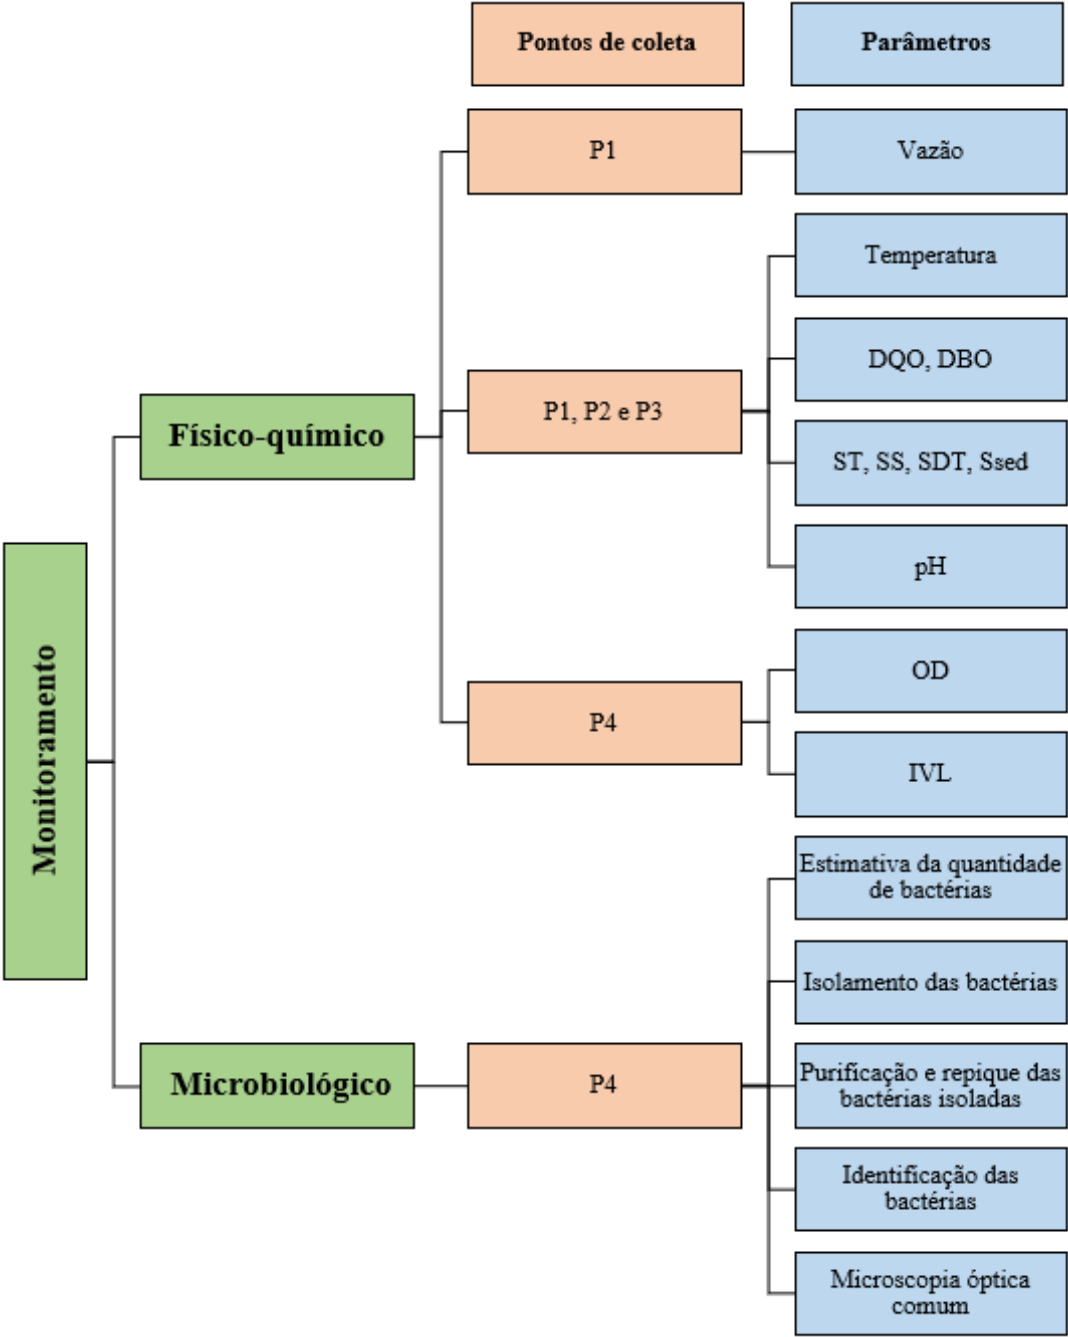 Pontos de coleta
Parâmetros
Monitoramento
Físico-químico
P1
Vazão
P1, P2 e P3
Temperatura
DQO, DBO
ST, SS, SDT, Ssed
pH
P4
OD
IVL
Microbiológico
P4
Estimativa da quantidade
de bactérias
Isolamento das bactérias
Purificação e repique das
bactérias isoladas
Identificação das
bactérias
Microscopia óptica
comum